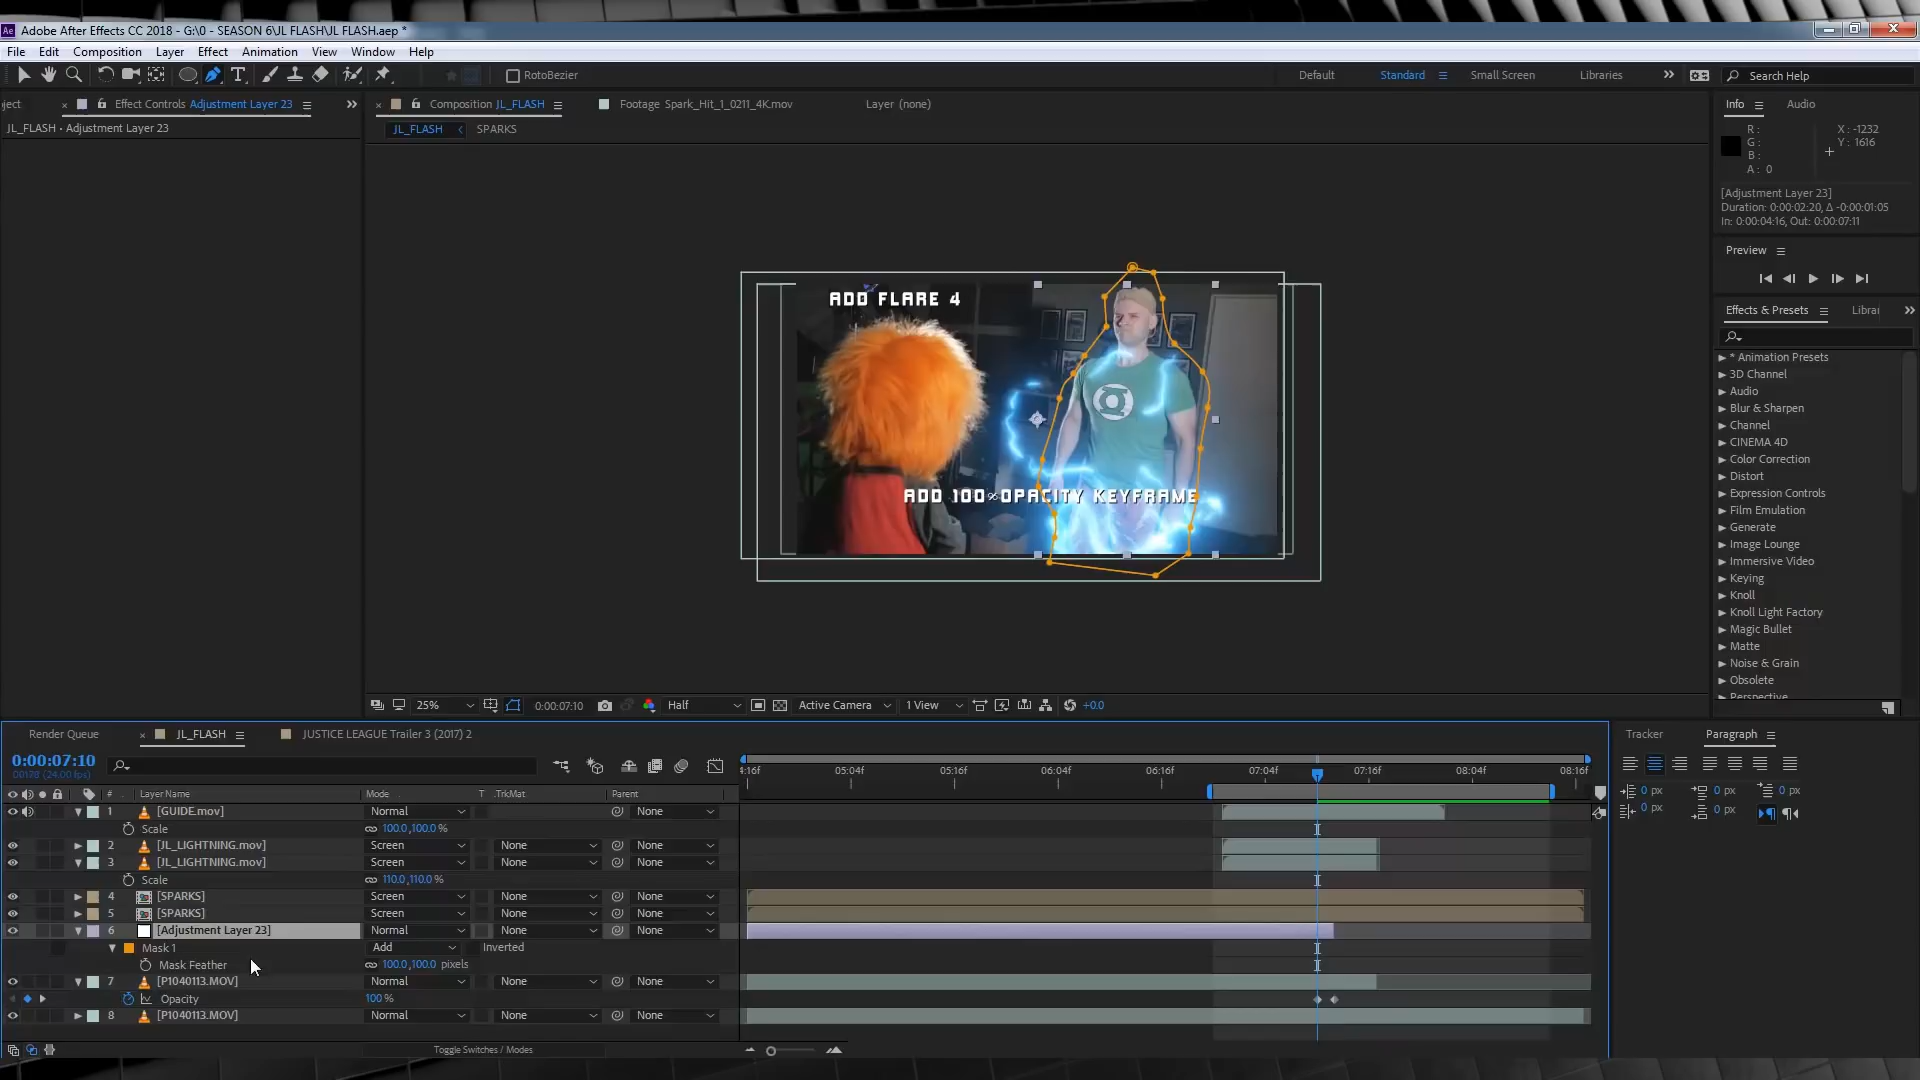 Ae Adobe After Effects CC 2018 - G:\0 - SEASON 6\JL FLASH\JL FLASH.aep *
File Edit Composition Layer Effect Animation View Window Help
T RotoBezier Default Standard Small Screen Libraries Search Help
ject Effect Controls Adjustment Layer 23 Composition JL_FLASH Footage Spark_Hit_1_0211_4K.mov Layer (none) Info Audio
JL_FLASH • Adjustment Layer 23 JL_FLASH SPARKS
R : X : -1232
G : Y : 1616
B :
A : 0
[Adjustment Layer 23]
Duration: 0:00:02:20, Δ -0:00:01:05
In: 0:00:04:16, Out: 0:00:07:11
Preview
Effects & Presets Librar
* Animation Presets
3D Channel
Audio
Blur & Sharpen
Channel
CINEMA 4D
Color Correction
Distort
Expression Controls
Film Emulation
Generate
Image Lounge
Immersive Video
Keying
Knoll
Knoll Light Factory
Magic Bullet
Matte
Noise & Grain
Obsolete
Perspective
ADD FLARE 4
ADD 100% OPACITY KEYFRAME
25% 0:00:07:10 Half Active Camera 1 View +0.0
Render Queue JL_FLASH JUSTICE LEAGUE Trailer 3 (2017) 2
Tracker Paragraph
0:00:07:10
00178 (24.00 fps)
4:16f 05:04f 05:16f 06:04f 06:16f 07:04f 07:16f 08:04f 08:16f
# Layer Name Mode T .TrkMat Parent
1 [GUIDE.mov] Normal None
Scale 100.0,100.0 %
2 [JL_LIGHTNING.mov] Screen None None
3 [JL_LIGHTNING.mov] Screen None None
Scale 110.0,110.0 %
4 [SPARKS] Screen None None
5 [SPARKS] Screen None None
6 [Adjustment Layer 23] Normal None None
Mask 1 Add Inverted
Mask Feather 100.0,100.0 pixels
7 [P1040113.MOV] Normal None None
Opacity 100 %
8 [P1040113.MOV] Normal None None
Toggle Switches / Modes
0 px 0 px 0 px
0 px 0 px